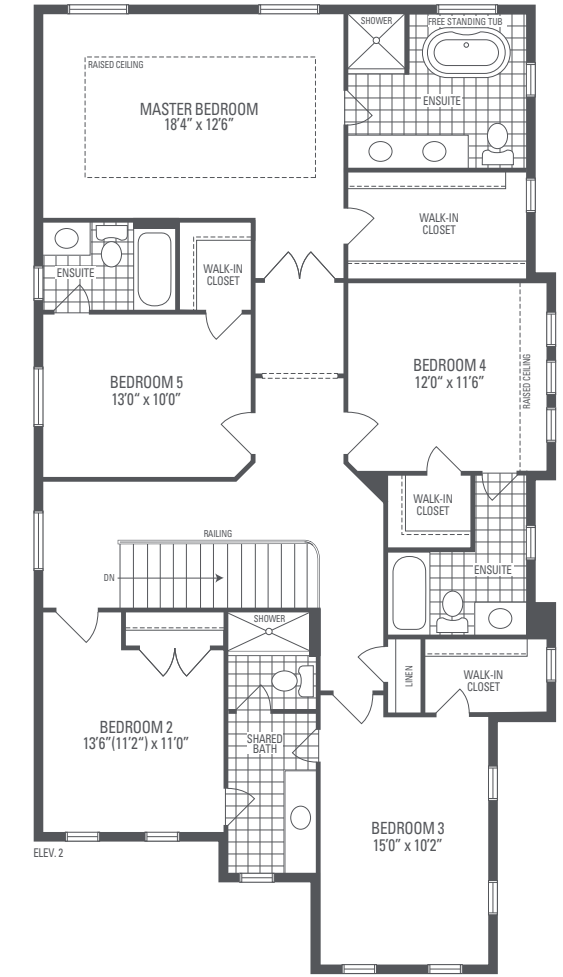 SHOWER
FREE STANDING TUB
RAISED CEILING
MASTER BEDROOM
18'4" x 12'6"
ENSUITE
WALK-IN
CLOSET
ENSUITE
WALK-IN
CLOSET
BEDROOM 5
13'0" x 10'0"
BEDROOM 4
12'0" x 11'6"
RAISED CEILING
WALK-IN
CLOSET
RAILING
DN
ENSUITE
SHOWER
LINEN
WALK-IN
CLOSET
BEDROOM 2
13'6"(11'2") x 11'0"
SHARED
BATH
BEDROOM 3
15'0" x 10'2"
ELEV. 2